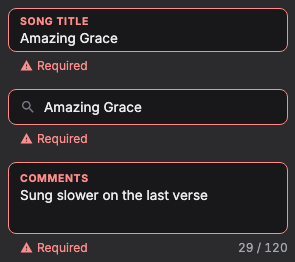 SONG TITLE
Amazing Grace
Required
Amazing Grace
Required
COMMENTS
Sung slower on the last verse
Required 29 / 120